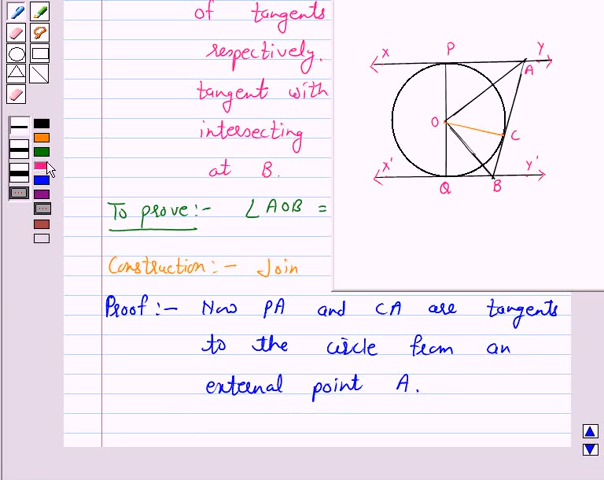 of tangents
respectively.
tangent with
intersecting
at B.
To prove:- ∠AOB =
Construction:- Join
Proof:- Now PA and CA are tangents
to the circle from an
external point A.
X P Y
A
O
C
X' Q B Y'